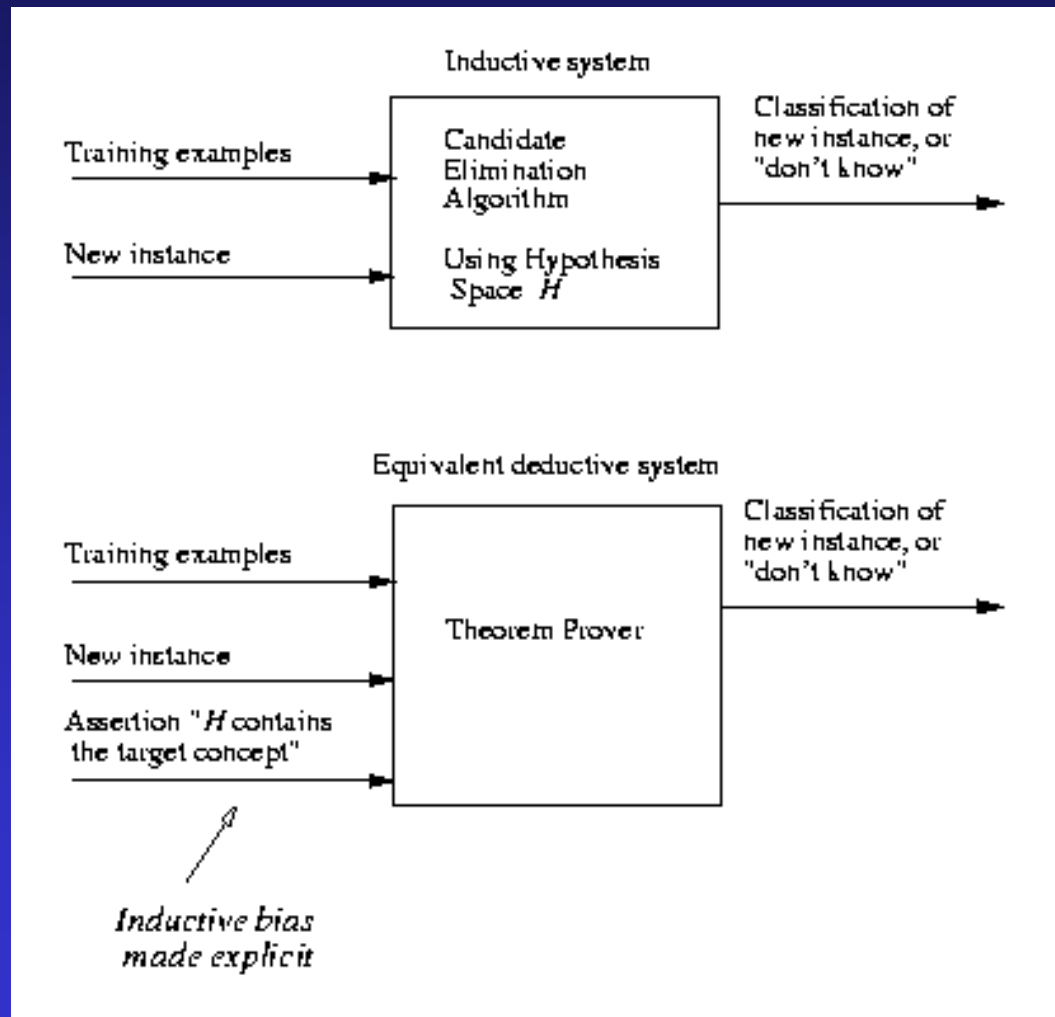 Inductive system
Training examples
New instance
Candidate
Elimination
Algorithm
Using Hypothesis
Space H
Classification of
new instance, or
"don't know"
Equivalent deductive system
Training examples
New instance
Assertion "H contains
the target concept"
Theorem Prover
Classification of
new instance, or
"don't know"
Inductive bias
made explicit